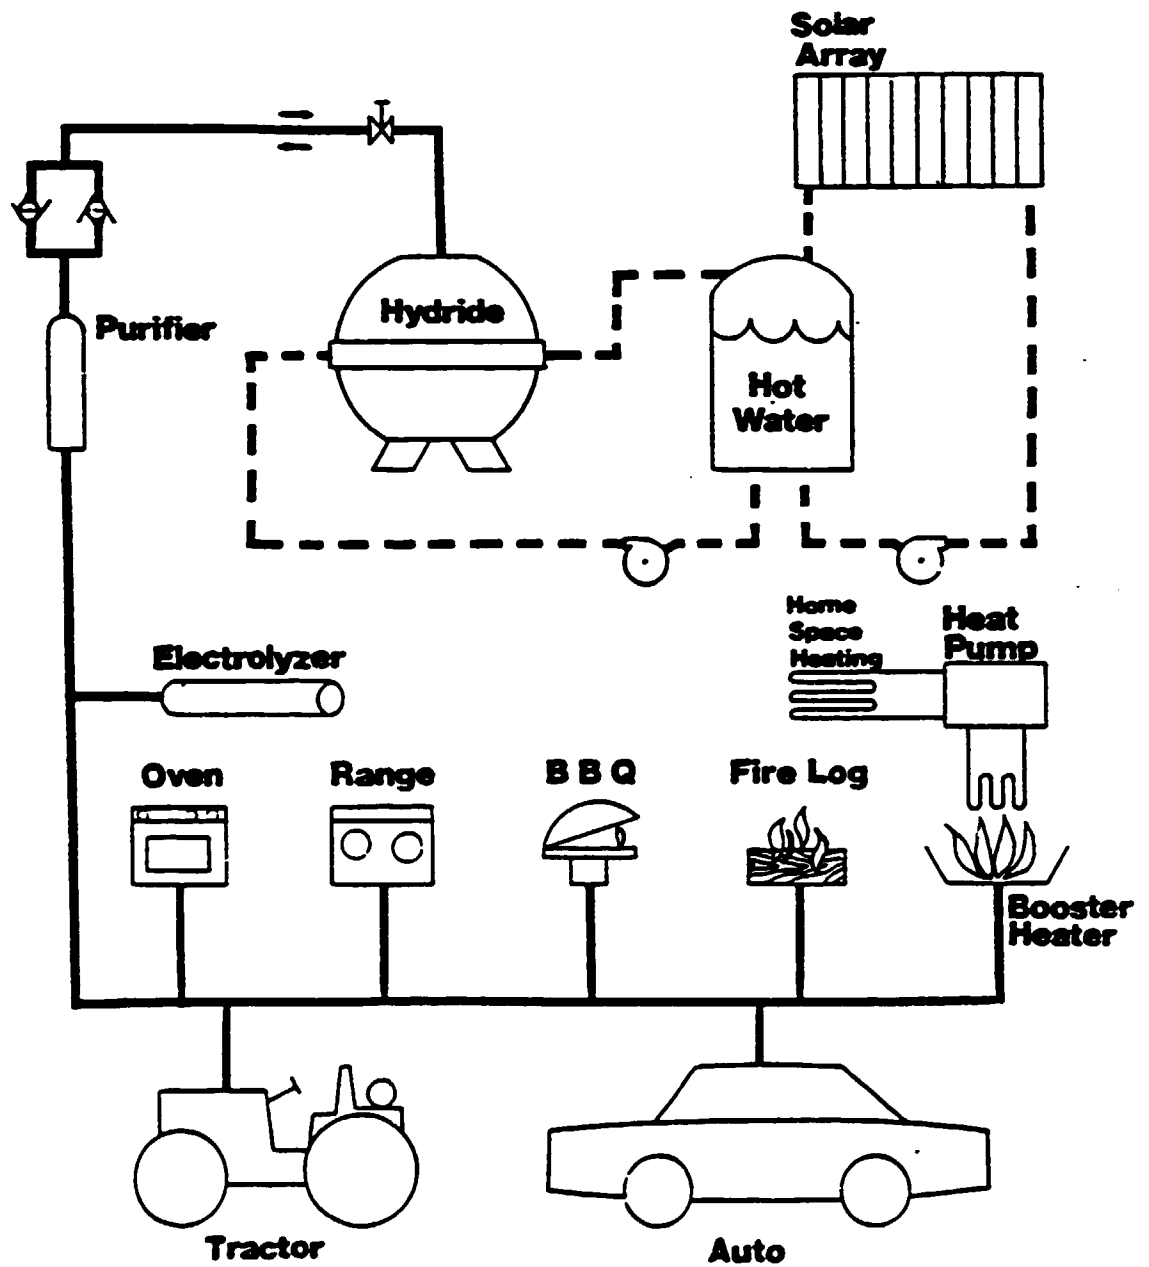 Solar
Array
Hydride
Purifier
Hot
Water
Home
Space
Heating
Heat
Pump
Electrolyzer
Oven
Range
B B Q
Fire Log
Booster
Heater
Tractor
Auto